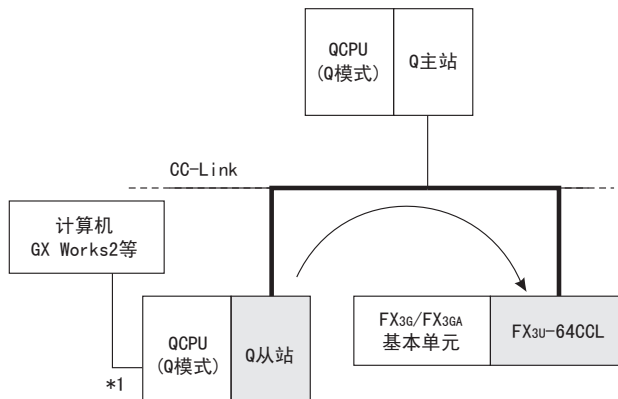 QCPU
(Q模式)
Q主站
CC-Link
计算机
GX Works2等
QCPU
(Q模式)
Q从站
*1
FX3G/FX3GA
基本单元
FX3U-64CCL